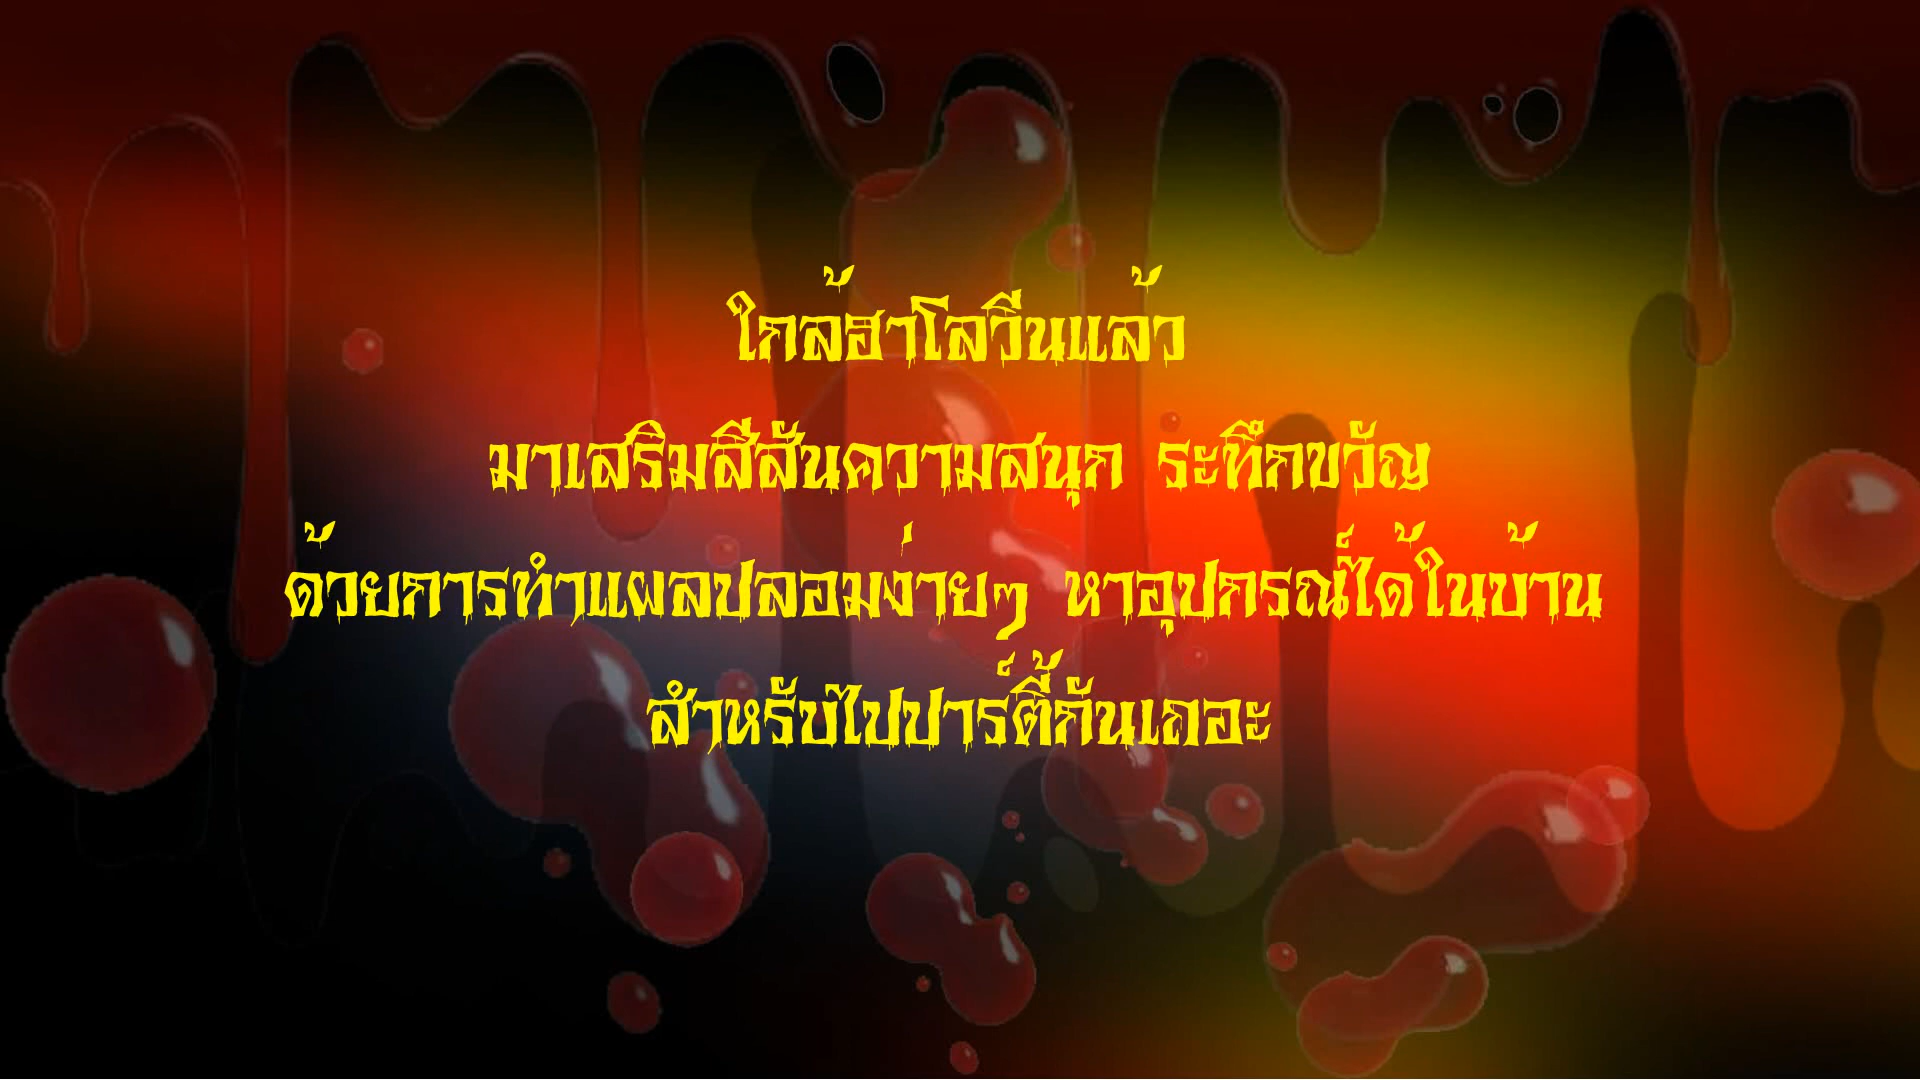 ใกล้ฮาโลวีนแล้ว
มาเสริมสีสันความสนุก ระทึกขวัญ
ด้วยการทำแผลปลอมง่ายๆ หาอุปกรณ์ได้ในบ้าน
สำหรับไปปาร์ตี้กันเถอะ